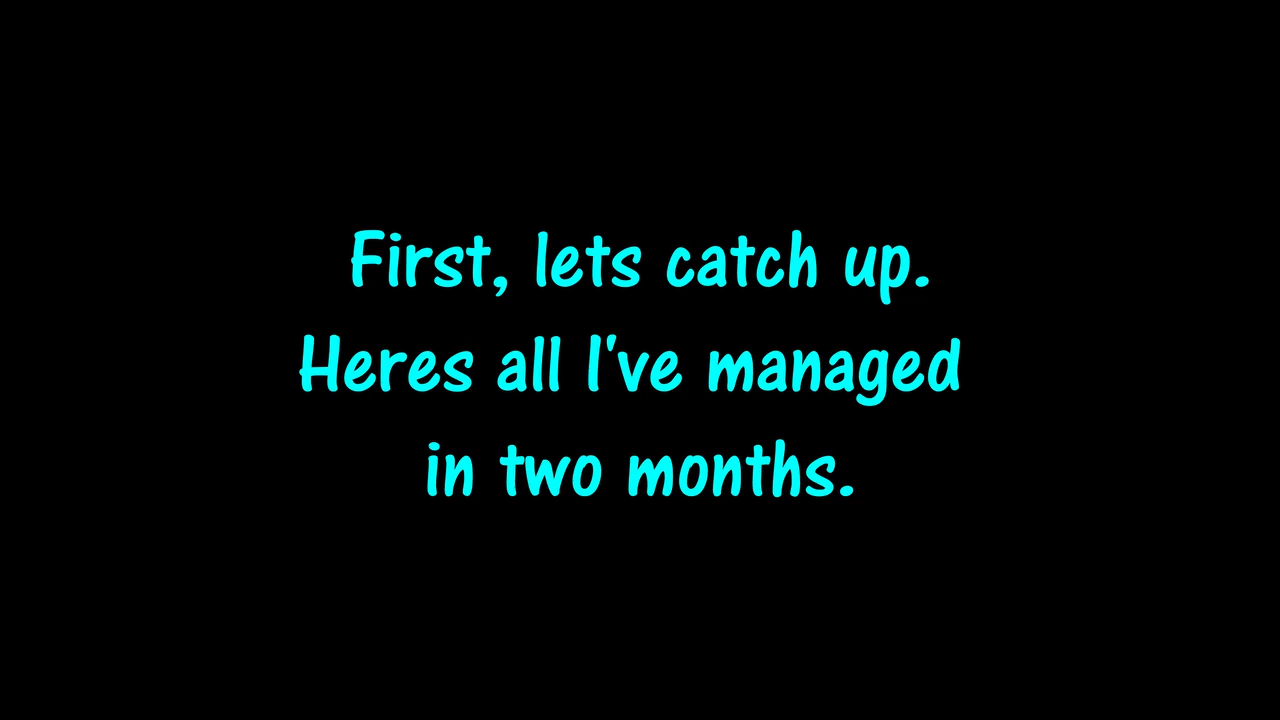 First, lets catch up.
Heres all I've managed
in two months.